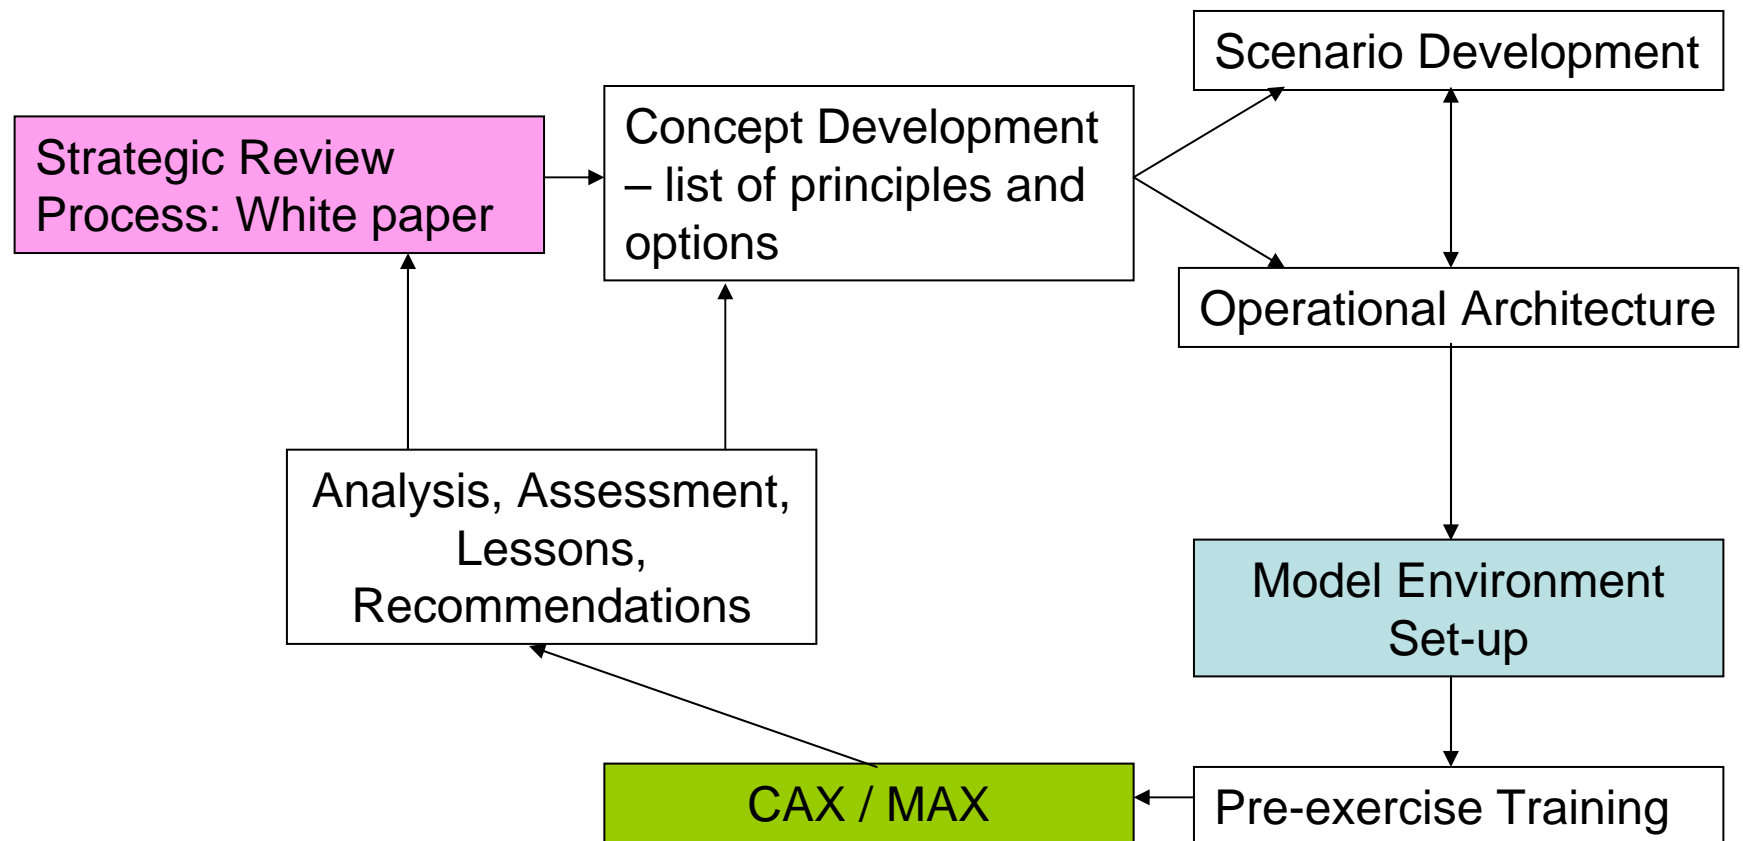 Scenario Development
Strategic Review
Process: White paper
Concept Development
– list of principles and
options
Operational Architecture
Analysis, Assessment,
Lessons,
Recommendations
Model Environment
Set-up
CAX / MAX
Pre-exercise Training